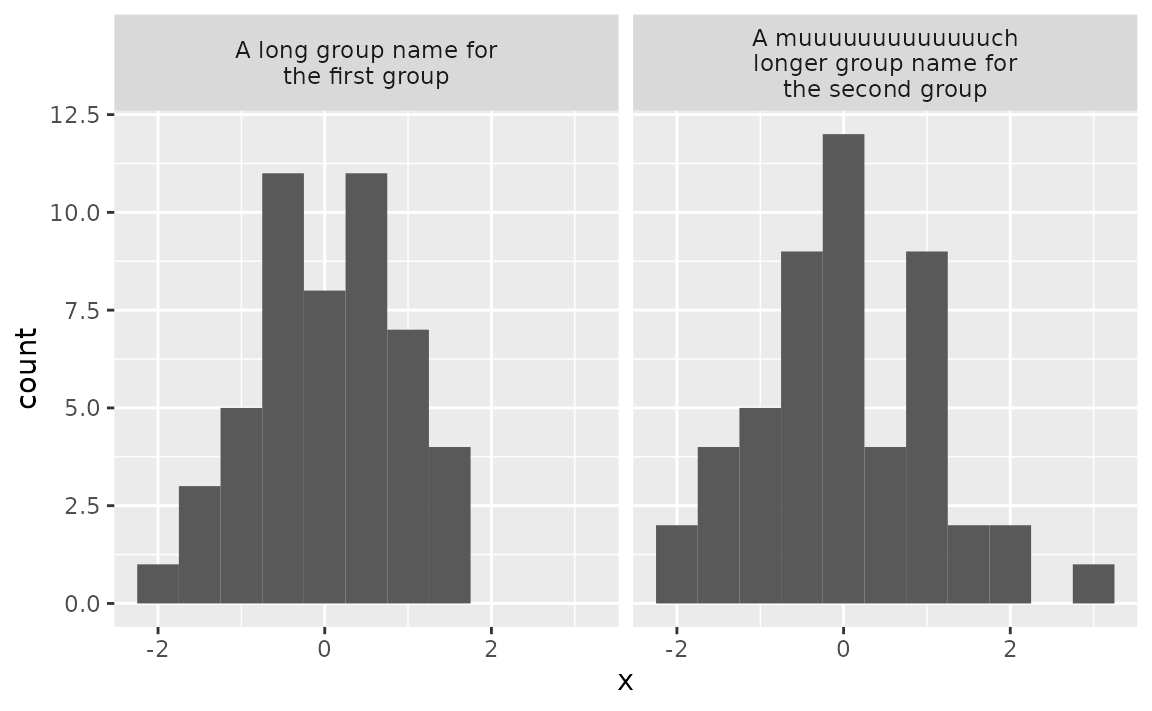 A long group name for
the first group
A muuuuuuuuuuuuuch
longer group name for
the second group
12.5
10.0
7.5
5.0
2.5
0.0
count
-2
0
2
-2
0
2
x